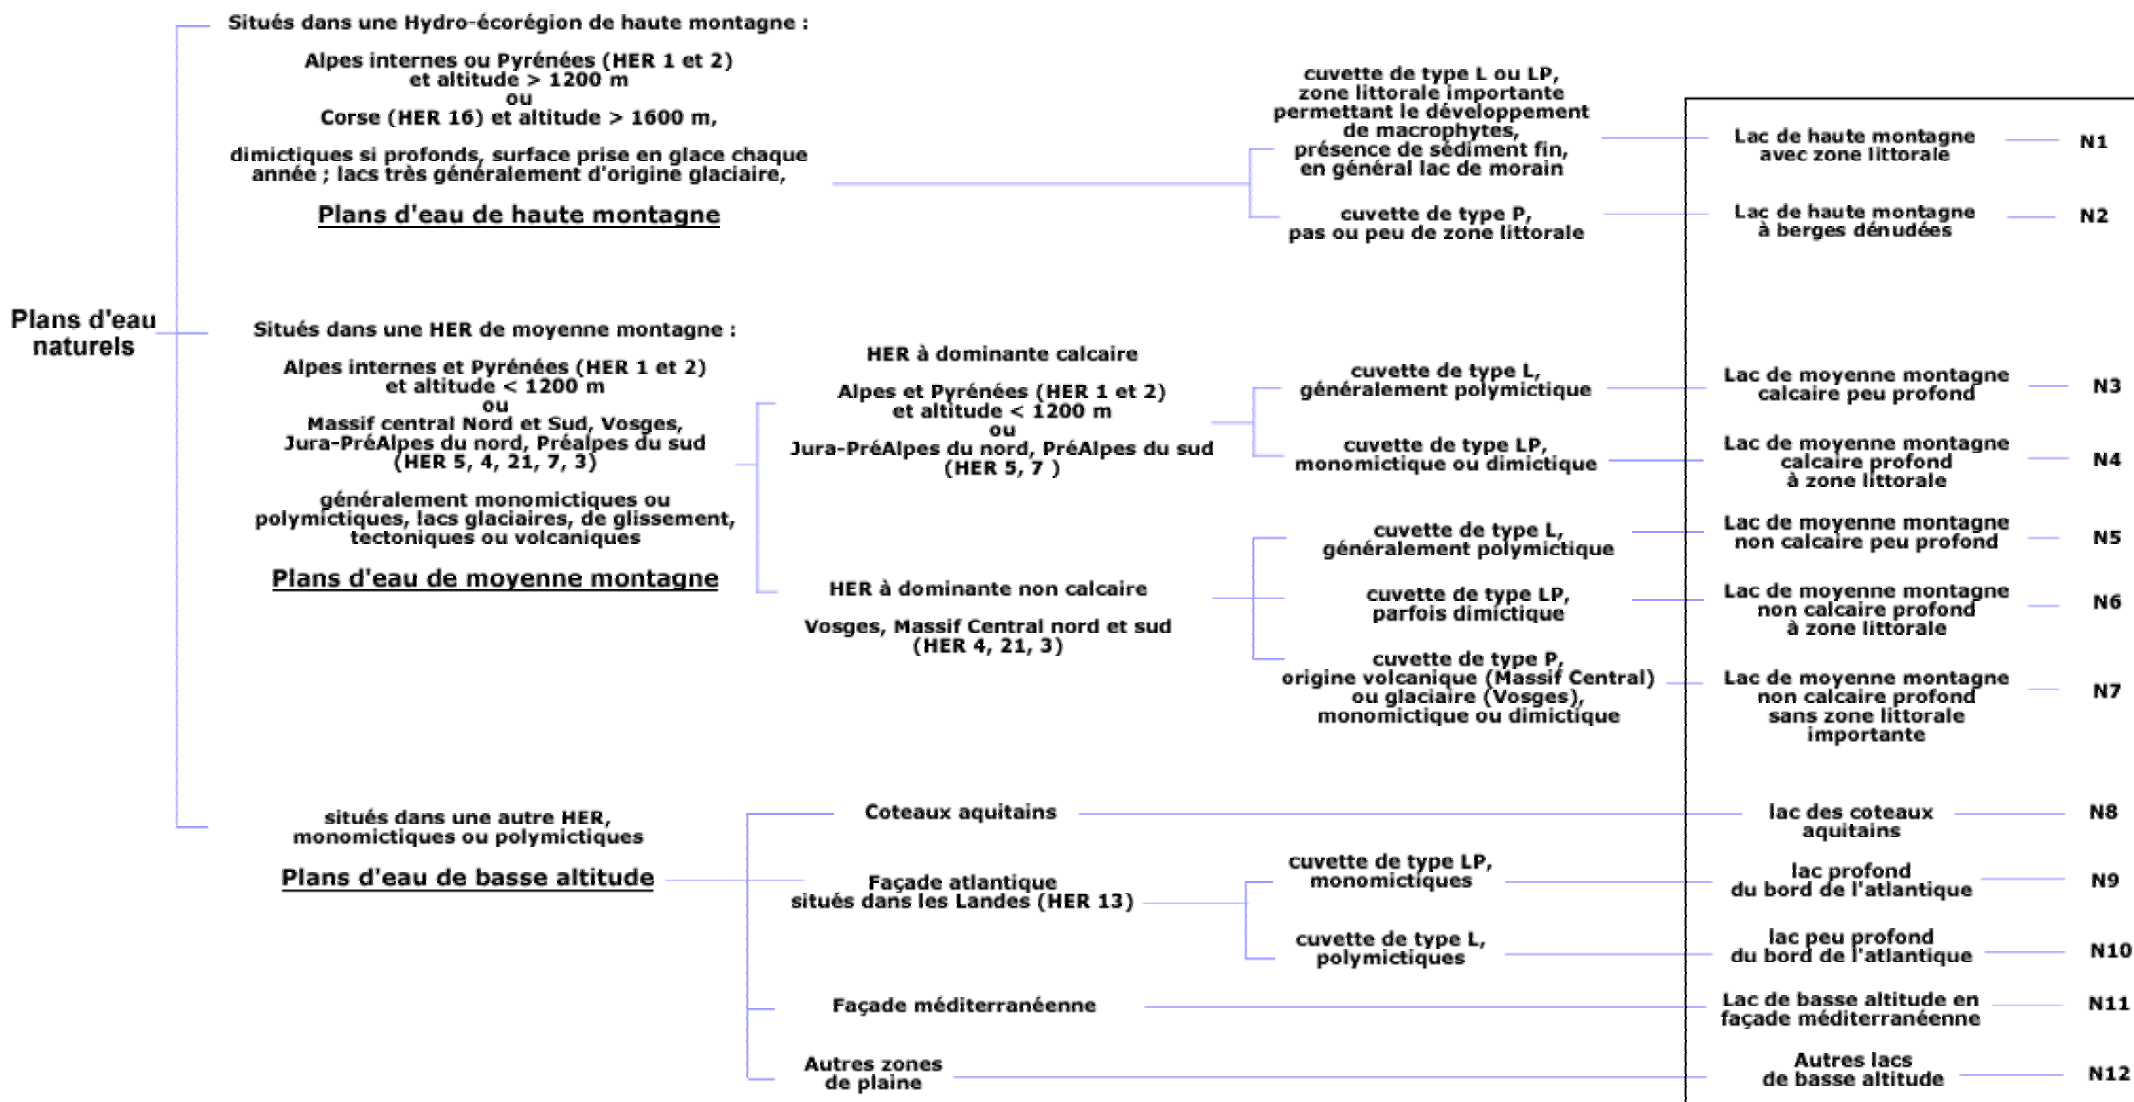 Plans d'eau
naturels
Situés dans une Hydro-écorégion de haute montagne :
Alpes internes ou Pyrénées (HER 1 et 2)
et altitude > 1200 m
ou
Corse (HER 16) et altitude > 1600 m,
dimictiques si profonds, surface prise en glace chaque
année ; lacs très généralement d'origine glaciaire,
Plans d'eau de haute montagne
cuvette de type L ou LP,
zone littorale importante
permettant le développement
de macrophytes,
présence de sédiment fin,
en général lac de morain
Lac de haute montagne
avec zone littorale
N1
cuvette de type P,
pas ou peu de zone littorale
Lac de haute montagne
à berges dénudées
N2
Situés dans une HER de moyenne montagne :
Alpes internes et Pyrénées (HER 1 et 2)
et altitude < 1200 m
ou
Massif central Nord et Sud, Vosges,
Jura-PréAlpes du nord, Préalpes du sud
(HER 5, 4, 21, 7, 3)
généralement monomictiques ou
polymictiques, lacs glaciaires, de glissement,
tectoniques ou volcaniques
Plans d'eau de moyenne montagne
HER à dominante calcaire
Alpes et Pyrénées (HER 1 et 2)
et altitude < 1200 m
ou
Jura-PréAlpes du nord, PréAlpes du sud
(HER 5, 7 )
cuvette de type L,
généralement polymictique
Lac de moyenne montagne
calcaire peu profond
N3
cuvette de type LP,
monomictique ou dimictique
Lac de moyenne montagne
calcaire profond
à zone littorale
N4
HER à dominante non calcaire
Vosges, Massif Central nord et sud
(HER 4, 21, 3)
cuvette de type L,
généralement polymictique
Lac de moyenne montagne
non calcaire peu profond
N5
cuvette de type LP,
parfois dimictique
Lac de moyenne montagne
non calcaire profond
à zone littorale
N6
cuvette de type P,
origine volcanique (Massif Central)
ou glaciaire (Vosges),
monomictique ou dimictique
Lac de moyenne montagne
non calcaire profond
sans zone littorale
importante
N7
situés dans une autre HER,
monomictiques ou polymictiques
Plans d'eau de basse altitude
Coteaux aquitains
lac des coteaux
aquitains
N8
Façade atlantique
situés dans les Landes (HER 13)
cuvette de type LP,
monomictiques
lac profond
du bord de l'atlantique
N9
cuvette de type L,
polymictiques
lac peu profond
du bord de l'atlantique
N10
Façade méditerranéenne
Lac de basse altitude en
façade méditerranéenne
N11
Autres zones
de plaine
Autres lacs
de basse altitude
N12